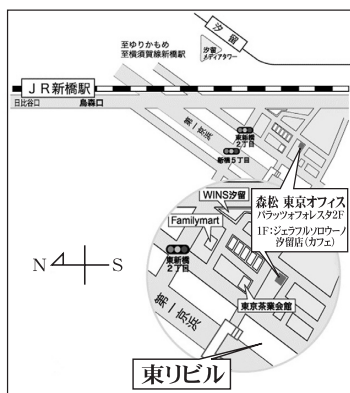 汐留
至ゆりかもめ
至横須賀線新橋駅
汐留
メディアタワー
JR新橋駅
日比谷口
烏森口
第一京浜
東新橋
2丁目
新橋5丁目
森松 東京オフィス
パラッツォフォレスタ2F
1F:ジェラフルソロウーノ
汐留店(カフェ)
WINS汐留
Familymart
東新橋
2丁目
N
S
東京茶業会館
第一京浜
東リビル